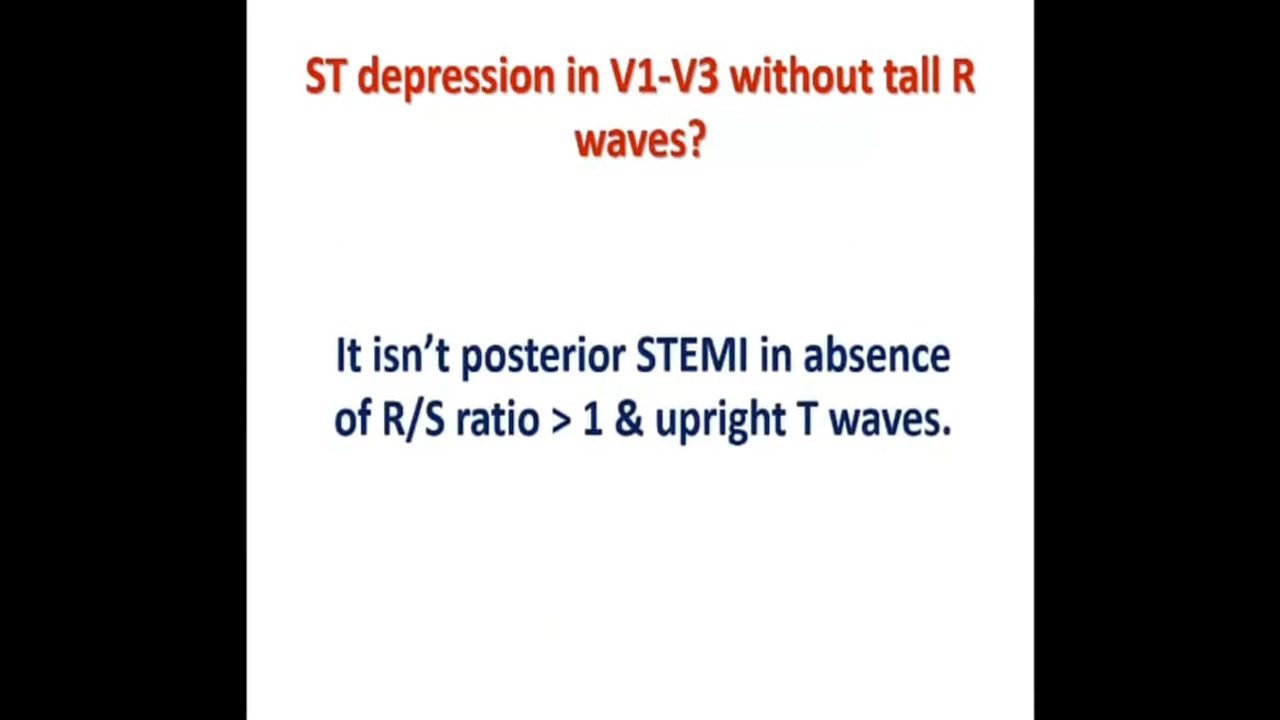 ST depression in V1-V3 without tall R
waves?
It isn’t posterior STEMI in absence
of R/S ratio > 1 & upright T waves.